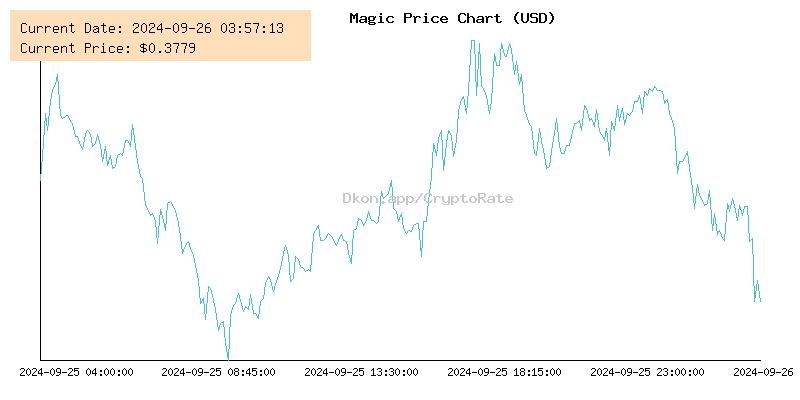 Magic Price Chart (USD)
Current Date: 2024-09-26 03:57:13
Current Price: $0.3779
Dkon.app/CryptoRate
2024-09-25 04:00:00
2024-09-25 08:45:00
2024-09-25 13:30:00
2024-09-25 18:15:00
2024-09-25 23:00:00
2024-09-26